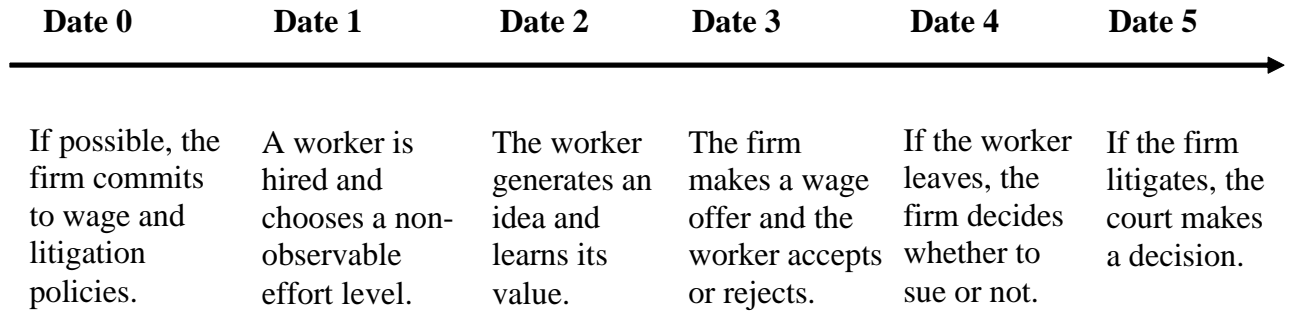 Date 0 Date 1 Date 2 Date 3 Date 4 Date 5
If possible, the
firm commits
to wage and
litigation
policies.
A worker is
hired and
chooses a non-
observable
effort level.
The worker
generates an
idea and
learns its
value.
The firm
makes a wage
offer and the
worker accepts
or rejects.
If the worker
leaves, the
firm decides
whether to
sue or not.
If the firm
litigates, the
court makes
a decision.